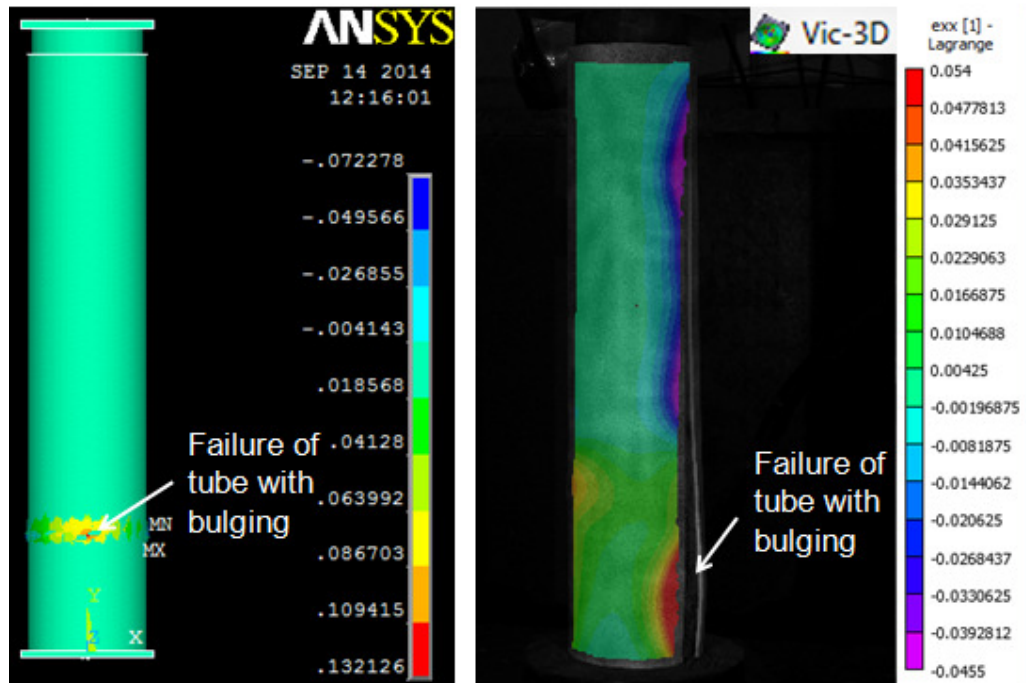 ANSYS
SEP 14 2014
12:16:01
-.072278
-.049566
-.026855
-.004143
.018568
.04128
.063992
.086703
.109415
.132126
Failure of
tube with
bulging
MN
MX
Y
X
Vic-3D
exx [1] -
Lagrange
0.054
0.0477813
0.0415625
0.0353437
0.029125
0.0229063
0.0166875
0.0104688
0.00425
-0.00196875
-0.0081875
-0.0144062
-0.020625
-0.0268437
-0.0330625
-0.0392812
-0.0455
Failure of
tube with
bulging